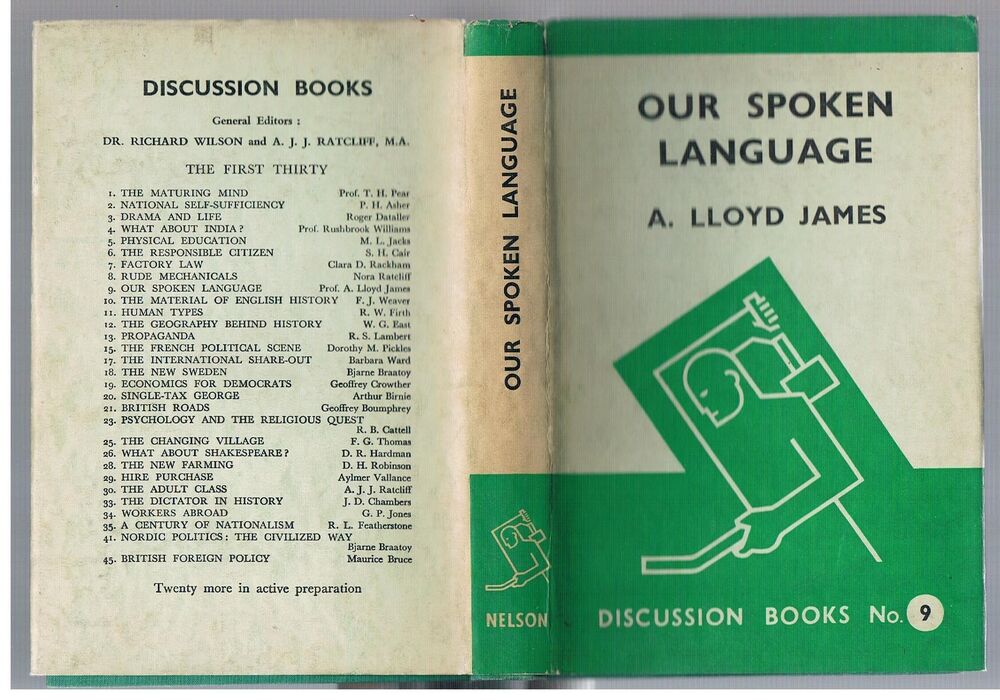 DISCUSSION BOOKS
General Editors :
DR. RICHARD WILSON and A. J. J. RATCLIFF, M.A.
THE FIRST THIRTY
1. THE MATURING MIND Prof. T. H. Pear
2. NATIONAL SELF-SUFFICIENCY P. H. Asher
3. DRAMA AND LIFE Roger Dataller
4. WHAT ABOUT INDIA? Prof. Rushbrook Williams
5. PHYSICAL EDUCATION M. L. Jacks
6. THE RESPONSIBLE CITIZEN S. H. Cair
7. FACTORY LAW Clara D. Rackham
8. RUDE MECHANICALS Nora Ratcliff
9. OUR SPOKEN LANGUAGE Prof. A. Lloyd James
10. THE MATERIAL OF ENGLISH HISTORY F. J. Weaver
11. HUMAN TYPES R. W. Firth
12. THE GEOGRAPHY BEHIND HISTORY W. G. East
13. PROPAGANDA R. S. Lambert
15. THE FRENCH POLITICAL SCENE Dorothy M. Pickles
17. THE INTERNATIONAL SHARE-OUT Barbara Ward
18. THE NEW SWEDEN Bjarne Braatoy
19. ECONOMICS FOR DEMOCRATS Geoffrey Crowther
20. SINGLE-TAX GEORGE Arthur Birnie
21. BRITISH ROADS Geoffrey Boumphrey
23. PSYCHOLOGY AND THE RELIGIOUS QUEST
R. B. Cattell
25. THE CHANGING VILLAGE F. G. Thomas
26. WHAT ABOUT SHAKESPEARE? D. R. Hardman
28. THE NEW FARMING D. H. Robinson
29. HIRE PURCHASE Aylmer Vallance
30. THE ADULT CLASS A. J. J. Ratcliff
33. THE DICTATOR IN HISTORY J. D. Chambers
34. WORKERS ABROAD G. P. Jones
35. A CENTURY OF NATIONALISM R. L. Featherstone
41. NORDIC POLITICS: THE CIVILIZED WAY
Bjarne Braatoy
45. BRITISH FOREIGN POLICY Maurice Bruce
Twenty more in active preparation
OUR SPOKEN LANGUAGE
NELSON
OUR SPOKEN
LANGUAGE
A. LLOYD JAMES
DISCUSSION BOOKS No. 9